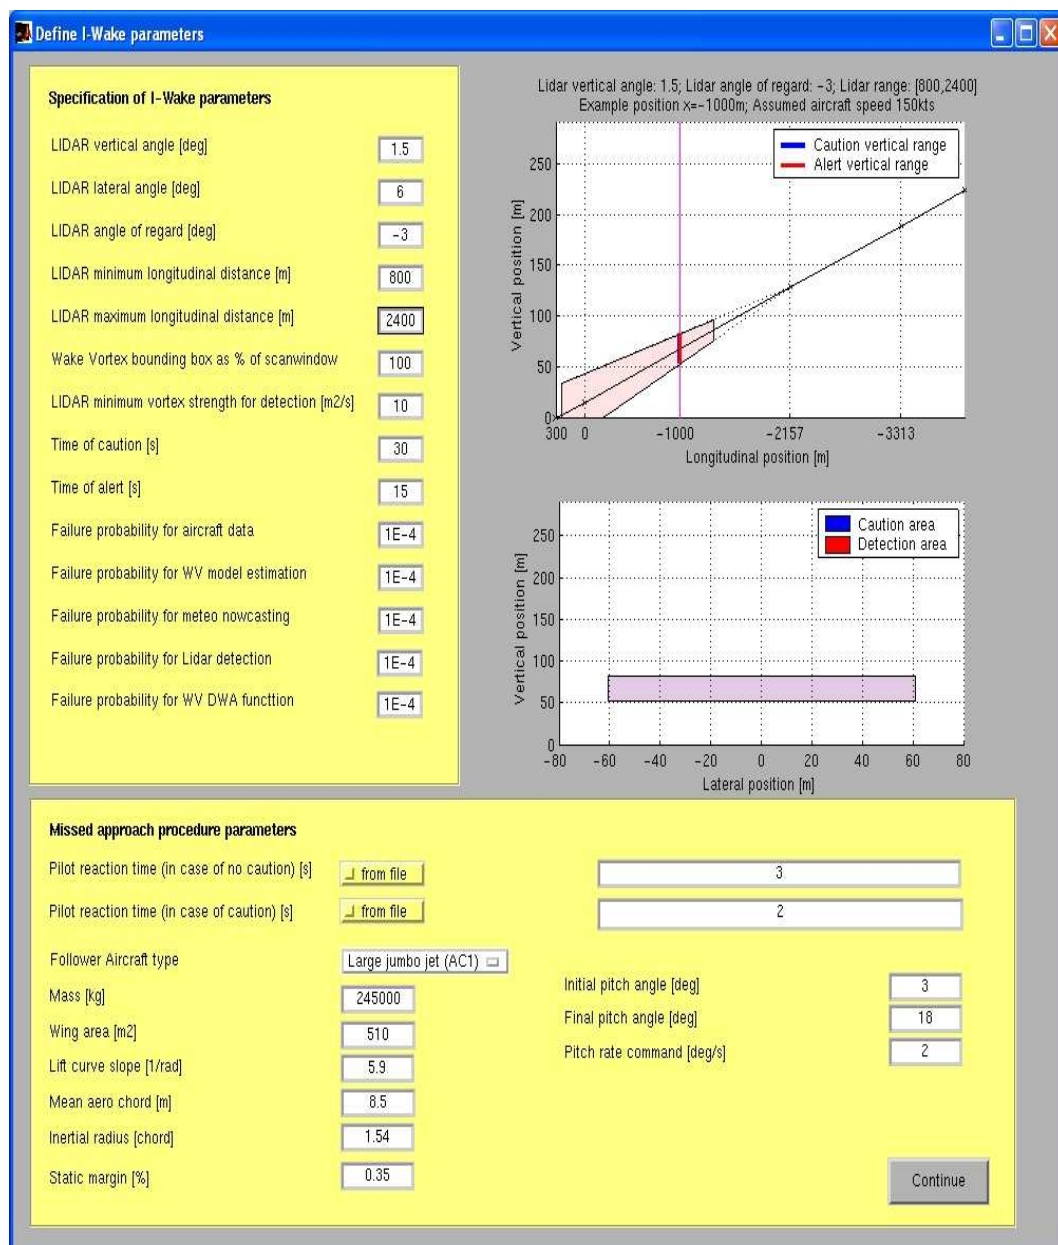 Define I-Wake parameters
Specification of I-Wake parameters
LIDAR vertical angle [deg] 1.5
LIDAR lateral angle [deg] 6
LIDAR angle of regard [deg] -3
LIDAR minimum longitudinal distance [m] 800
LIDAR maximum longitudinal distance [m] 2400
Wake Vortex bounding box as % of scanwindow 100
LIDAR minimum vortex strength for detection [m2/s] 10
Time of caution [s] 30
Time of alert [s] 15
Failure probability for aircraft data 1E-4
Failure probability for WV model estimation 1E-4
Failure probability for meteo nowcasting 1E-4
Failure probability for Lidar detection 1E-4
Failure probability for WV DWA functtion 1E-4
Lidar vertical angle: 1.5; Lidar angle of regard: -3; Lidar range: [800,2400]
Example position x=-1000m; Assumed aircraft speed 150kts
Caution vertical range
Alert vertical range
Vertical position [m]
250
200
150
100
50
0
300 0 -1000 -2157 -3313
Longitudinal position [m]
Caution area
Detection area
Vertical position [m]
250
200
150
100
50
0
-80 -60 -40 -20 0 20 40 60 80
Lateral position [m]
Missed approach procedure parameters
Pilot reaction time (in case of no caution) [s] from file 3
Pilot reaction time (in case of caution) [s] from file 2
Follower Aircraft type Large jumbo jet (AC1)
Mass [kg] 245000
Wing area [m2] 510
Lift curve slope [1/rad] 5.9
Mean aero chord [m] 8.5
Inertial radius [chord] 1.54
Static margin [%] 0.35
Initial pitch angle [deg] 3
Final pitch angle [deg] 18
Pitch rate command [deg/s] 2
Continue